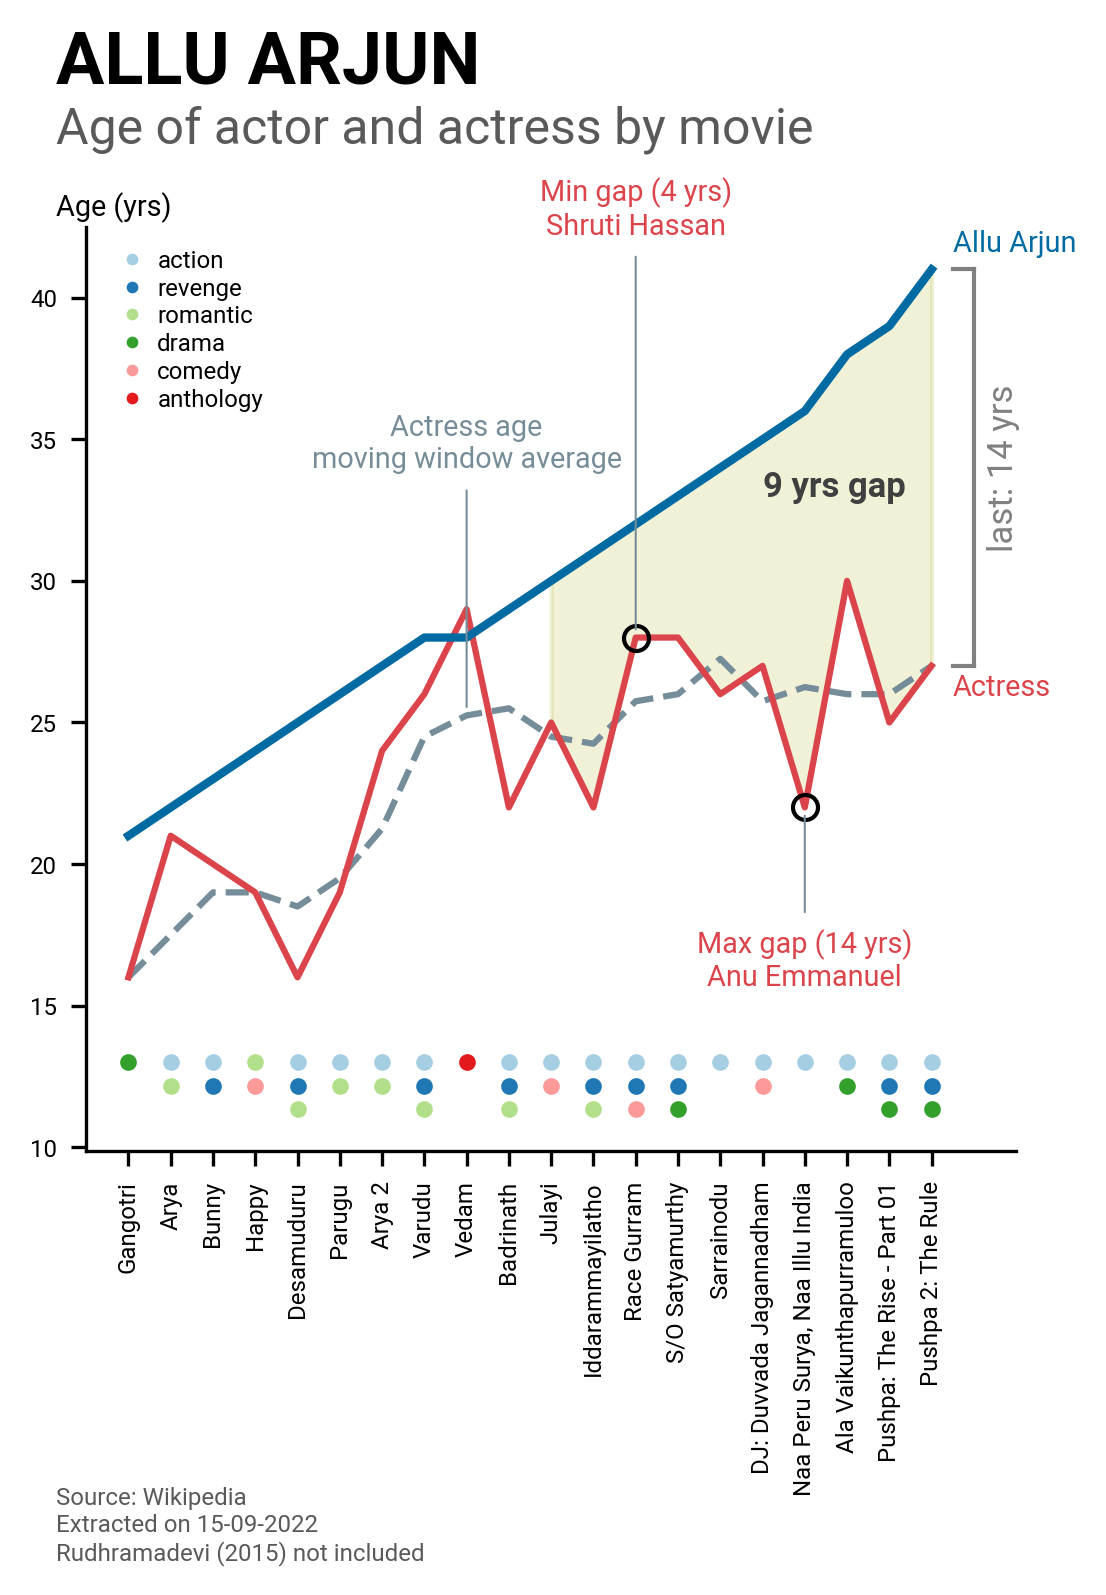 ALLU ARJUN
Age of actor and actress by movie
Age (yrs)
Min gap (4 yrs)
Shruti Hassan
Allu Arjun
action
revenge
romantic
drama
comedy
anthology
40
35
30
25
20
15
10
Actress age
moving window average
9 yrs gap
last: 14 yrs
Actress
Max gap (14 yrs)
Anu Emmanuel
Gangotri
Arya
Bunny
Happy
Desamuduru
Parugu
Arya 2
Varudu
Vedam
Badrinath
Julayi
Iddarammayilatho
Race Gurram
S/O Satyamurthy
Sarrainodu
DJ: Duvvada Jagannadham
Naa Peru Surya, Naa Illu India
Ala Vaikunthapurramuloo
Pushpa: The Rise - Part 01
Pushpa 2: The Rule
Source: Wikipedia
Extracted on 15-09-2022
Rudhramadevi (2015) not included